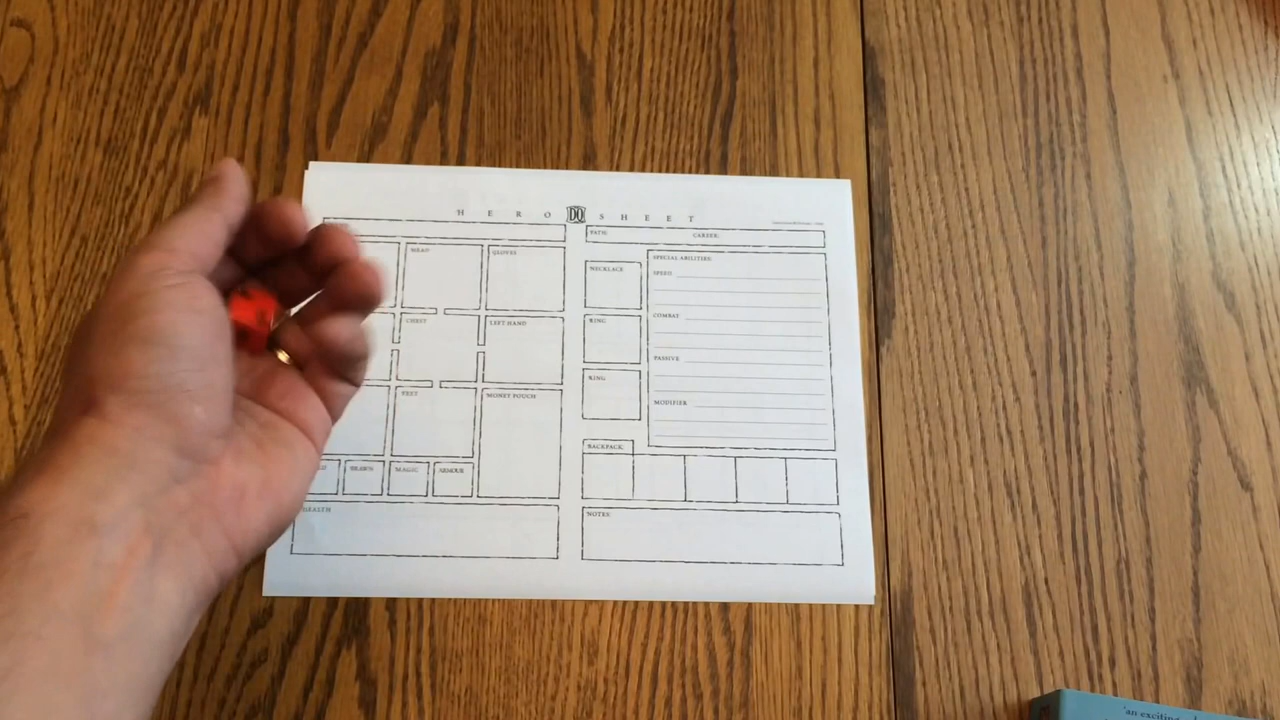 HERO DQ SHEET
PATH: CAREER:
HEAD GLOVES
NECKLACE
SPECIAL ABILITIES:
SPEED
CHEST LEFT HAND
RING
COMBAT
PASSIVE
RING
FEET MONEY POUCH
MODIFIER
BACKPACK
BRAWN MAGIC ARMOUR
HEALTH
NOTES:
'an exciting